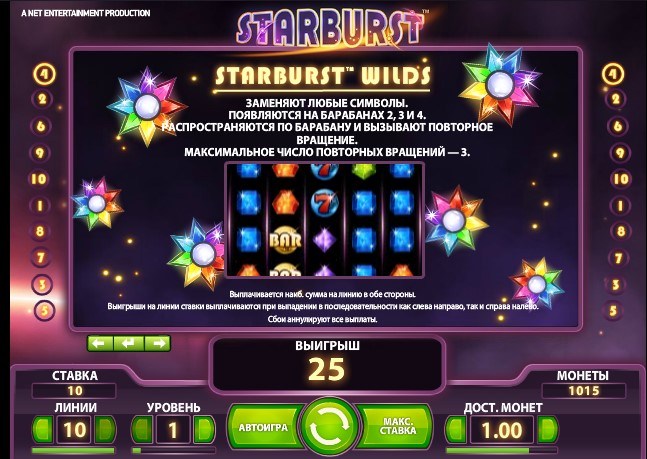 A NET ENTERTAINMENT PRODUCTION
STARBURST™
STARBURST™ WILDS
ЗАМЕНЯЮТ ЛЮБЫЕ СИМВОЛЫ.
ПОЯВЛЯЮТСЯ НА БАРАБАНАХ 2, 3 И 4.
РАСПРОСТРАНЯЮТСЯ ПО БАРАБАНУ И ВЫЗЫВАЮТ ПОВТОРНОЕ
ВРАЩЕНИЕ.
МАКСИМАЛЬНОЕ ЧИСЛО ПОВТОРНЫХ ВРАЩЕНИЙ — 3.
4 4
2 2
6 6
9 9
10 10
1 1
8 8
7 7
3 3
5 5
7
7
BAR
BAR
Выплачивается наиб. сумма на линию в обе стороны.
Выигрыши на линии ставки выплачиваются при выпадении в последовательности как слева направо, так и справа налево.
Сбои аннулируют все выплаты.
ВЫИГРЫШ
25
СТАВКА
10
МОНЕТЫ
1015
ЛИНИИ
10
УРОВЕНЬ
1
АВТОИГРА
МАКС.
СТАВКА
ДОСТ. МОНЕТ
1.00